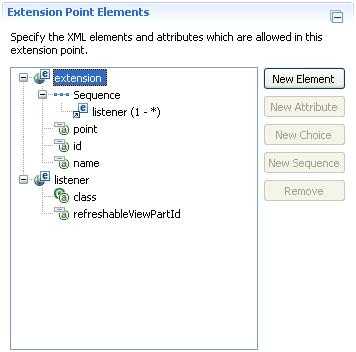 Extension Point Elements
Specify the XML elements and attributes which are allowed in this
extension point.
extension
Sequence
listener (1 - *)
point
id
name
listener
class
refreshableViewPartId
New Element
New Attribute
New Choice
New Sequence
Remove